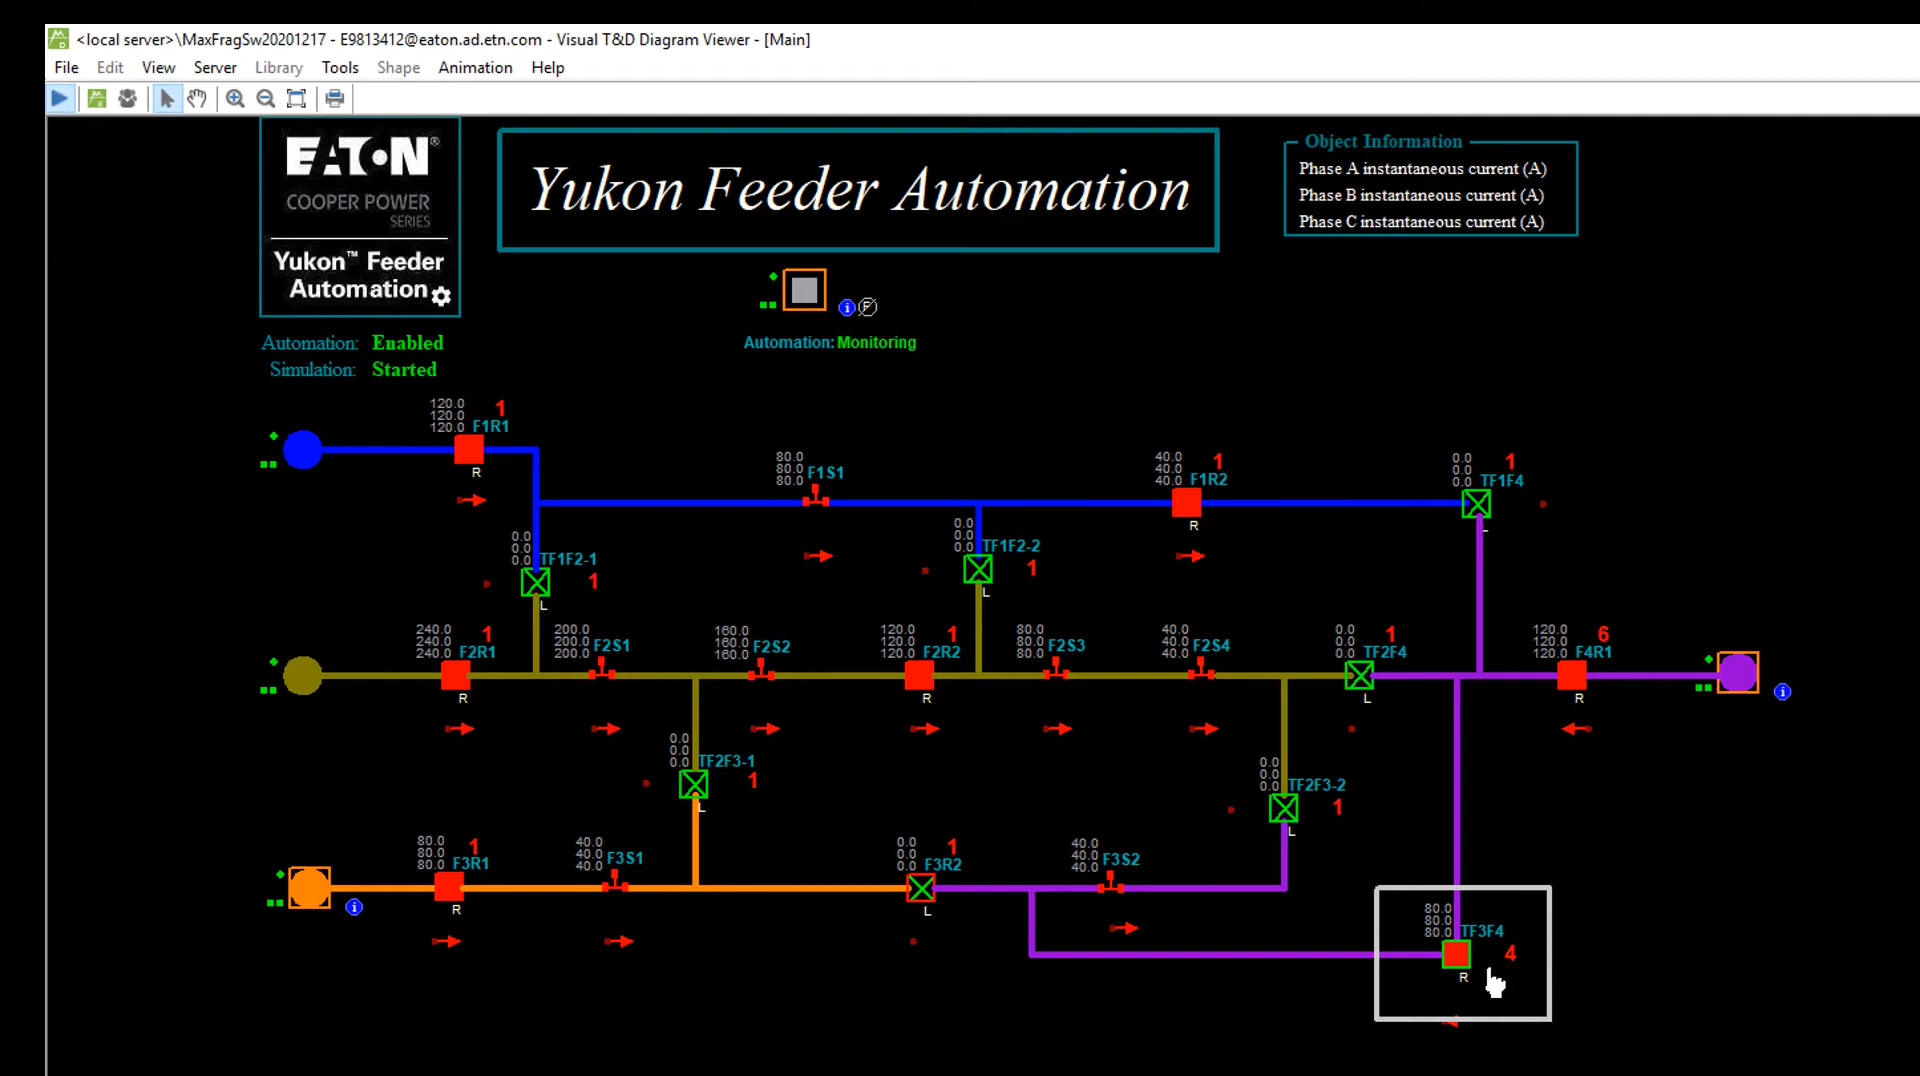 <local server>\MaxFragSw20201217 - E9813412@eaton.ad.etn.com - Visual T&D Diagram Viewer - [Main]
File Edit View Server Library Tools Shape Animation Help
EATON®
COOPER POWER
SERIES
Yukon™ Feeder
Automation
Yukon Feeder Automation
Object Information
Phase A instantaneous current (A)
Phase B instantaneous current (A)
Phase C instantaneous current (A)
Automation: Enabled
Simulation: Started
Automation: Monitoring
120.0
120.0
120.0 F1R1
1
R
80.0
80.0
80.0 F1S1
40.0
40.0
40.0 F1R2
1
R
0.0
0.0
0.0 TF1F4
1
L
0.0
0.0
0.0 TF1F2-1
1
L
0.0
0.0
0.0 TF1F2-2
1
L
240.0
240.0
240.0 F2R1
1
R
200.0
200.0
200.0 F2S1
160.0
160.0
160.0 F2S2
120.0
120.0
120.0 F2R2
1
R
80.0
80.0
80.0 F2S3
40.0
40.0
40.0 F2S4
0.0
0.0
0.0 TF2F4
1
L
120.0
120.0
120.0 F4R1
6
R
i
0.0
0.0
0.0 TF2F3-1
1
L
0.0
0.0
0.0 TF2F3-2
1
L
80.0
80.0
80.0 F3R1
1
R
i
40.0
40.0
40.0 F3S1
0.0
0.0
0.0 F3R2
1
L
40.0
40.0
40.0 F3S2
80.0
80.0
80.0 TF3F4
4
R